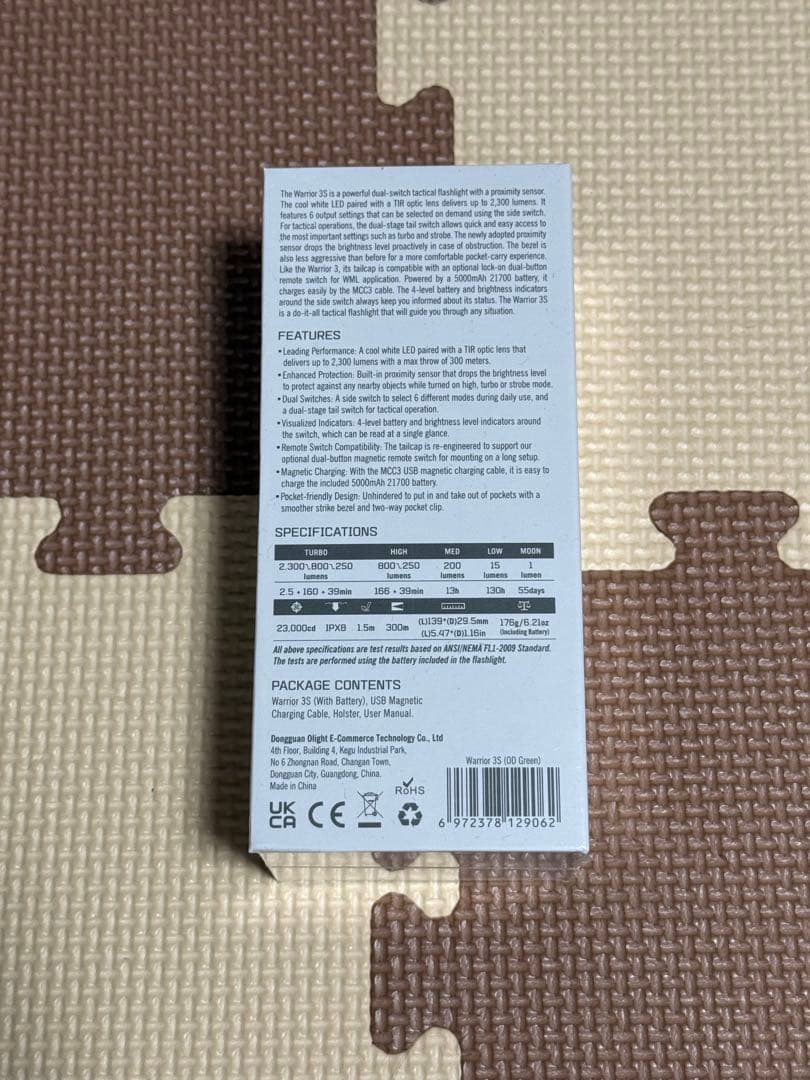 The Warrior 3S is a powerful dual-switch tactical flashlight with a proximity sensor.
The cool white LED paired with a TIR optic lens delivers up to 2,300 lumens. It
features 6 output settings that can be selected on demand using the side switch.
For tactical operations, the dual-stage tail switch allows quick and easy access to
the most important settings such as turbo and strobe. The newly adopted proximity
sensor drops the brightness level proactively in case of obstruction. The bezel is
also less aggressive than before for a more comfortable pocket-carry experience.
Like the Warrior 3, its tailcap is compatible with an optional lock-on dual-button
remote switch for WML application. Powered by a 5000mAh 21700 battery, it
charges easily by the MCC3 cable. The 4-level battery and brightness indicators
around the side switch always keep you informed about its status. The Warrior 3S
is a do-it-all tactical flashlight that will guide you through any situation.
FEATURES
• Leading Performance: A cool white LED paired with a TIR optic lens that
delivers up to 2,300 lumens with a max throw of 300 meters.
• Enhanced Protection: Built-in proximity sensor that drops the brightness level
to protect against any nearby objects while turned on high, turbo or strobe mode.
• Dual Switches: A side switch to select 6 different modes during daily use, and
a dual-stage tail switch for tactical operation.
• Visualized Indicators: 4-level battery and brightness level indicators around
the switch, which can be read at a single glance.
• Remote Switch Compatibility: The tailcap is re-engineered to support our
optional dual-button magnetic remote switch for mounting on a long setup.
• Magnetic Charging: With the MCC3 USB magnetic charging cable, it is easy to
charge the included 5000mAh 21700 battery.
• Pocket-friendly Design: Unhindered to put in and take out of pockets with a
smoother strike bezel and two-way pocket clip.
SPECIFICATIONS
TURBO HIGH MED LOW MOON
2,300\800\250 800\250 200 15 1
lumens lumens lumens lumens lumen
2.5 + 160 + 39min 166 + 39min 13h 130h 55days
23,000cd IPX8 1.5m 300m (L)139*(D)29.5mm 176g/6.21oz
(L)5.47*(D)1.16in (Including Battery)
All above specifications are test results based on ANSI/NEMA FL1-2009 Standard.
The tests are performed using the battery included in the flashlight.
PACKAGE CONTENTS
Warrior 3S (With Battery), USB Magnetic
Charging Cable, Holster, User Manual.
Dongguan Olight E-Commerce Technology Co., Ltd
4th Floor, Building 4, Kegu Industrial Park,
No 6 Zhongnan Road, Changan Town,
Dongguan City, Guangdong, China.
Made in China
UK
CA
CE
RoHS
Warrior 3S (OD Green)
6 972378 129062